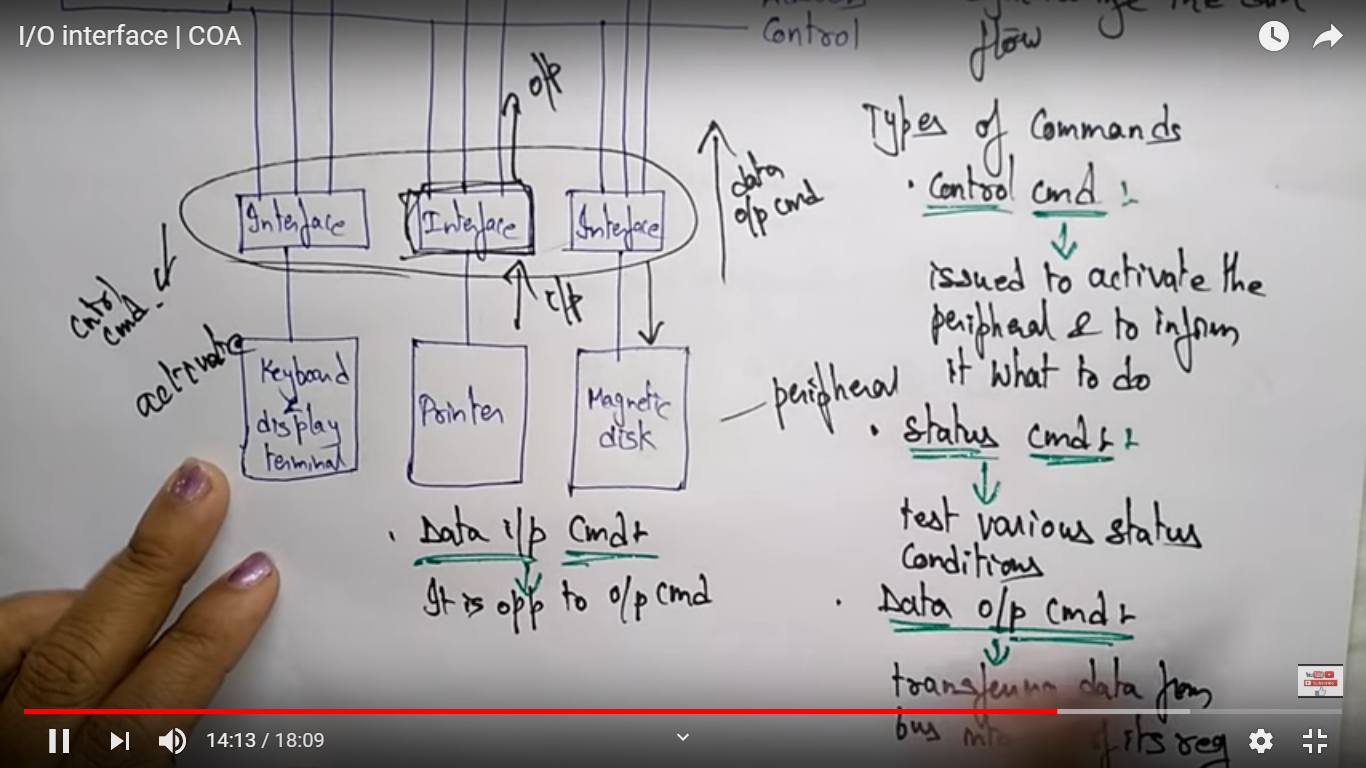 I/O interface | COA
Control
flow
o/p
Types of Commands
Control cmd :
issued to activate the
peripheral & to inform
it what to do
data
o/p cmd
Interface
Interface
Interface
i/p
cntrl
cmd
activate
Keyboard
&
display
terminal
Printer
Magnetic
disk
peripheral
status cmd :
test various status
conditions
Data i/p cmd :
It is opp to o/p cmd
Data o/p cmd :
data from
bus of its reg
14:13 / 18:09